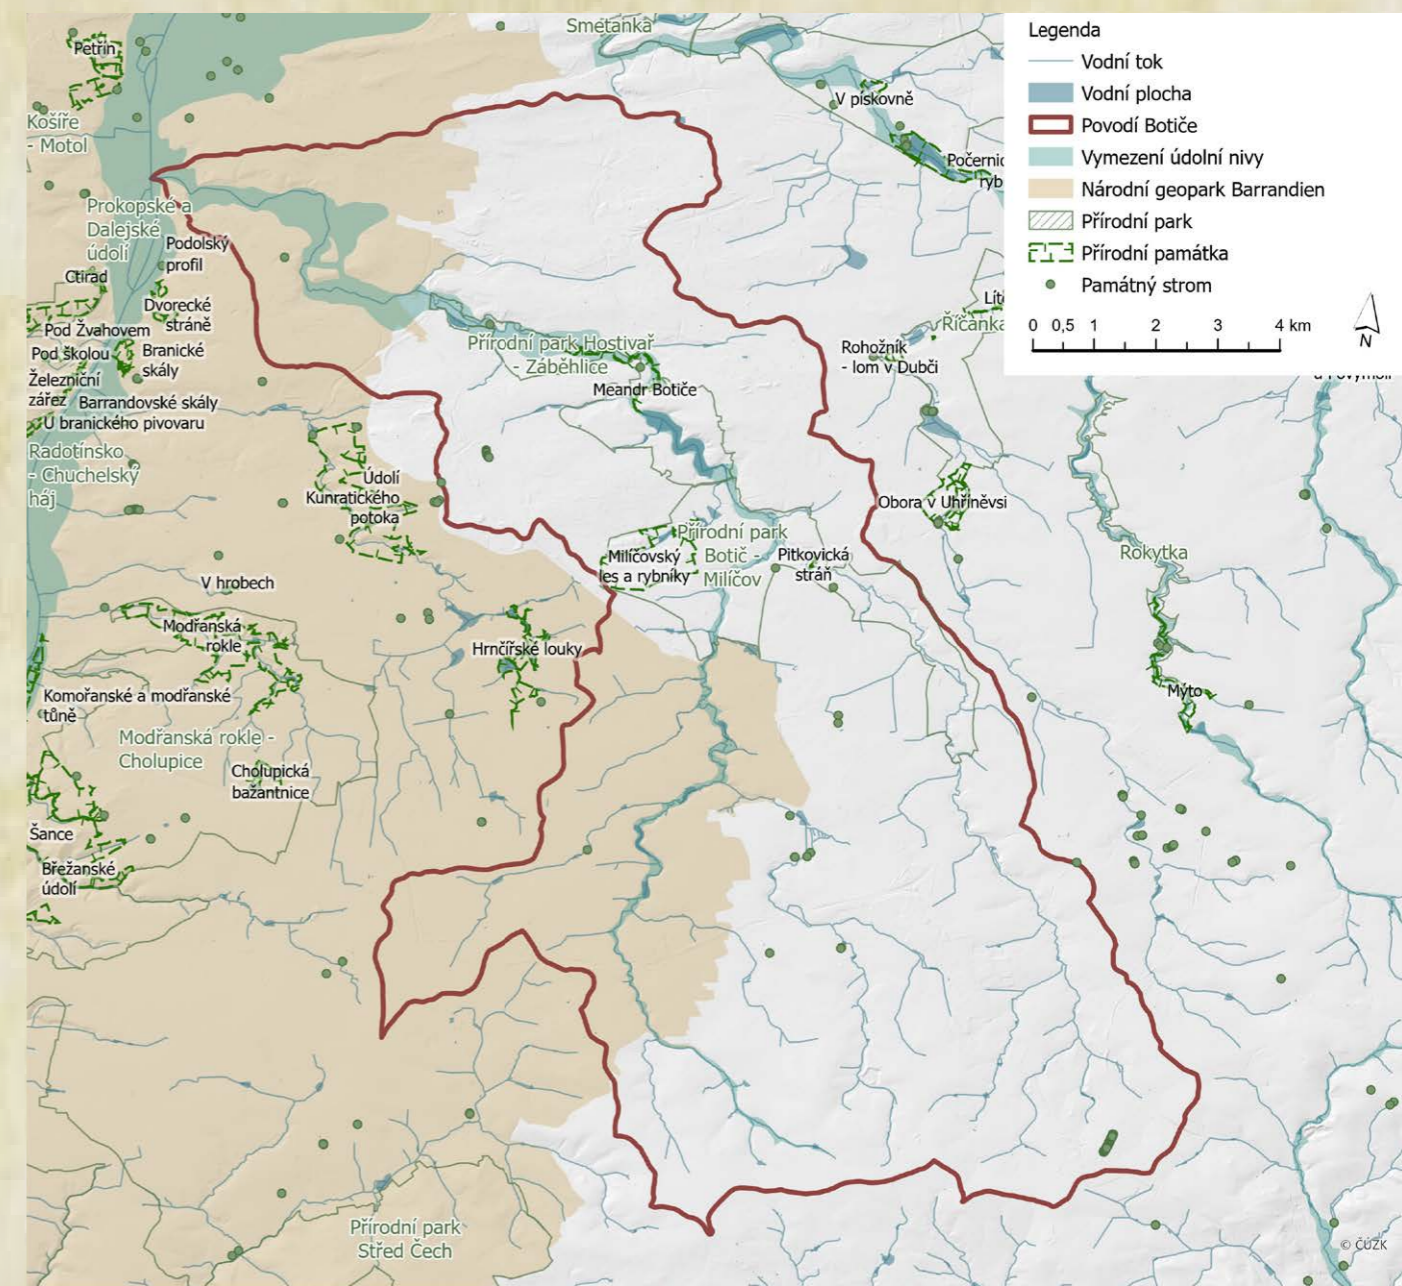 Smetanka
Petřín
Košíře
- Motol
V pískovně
Počernic
ryb
Legenda
Vodní tok
Vodní plocha
Povodí Botiče
Vymezení údolní nivy
Národní geopark Barrandien
Přírodní park
Přírodní památka
Památný strom
0 0,5 1 2 3 4 km
N
Prokopské a
Dalejské
údolí
Podolský
profil
Ctirad
Dvorecké
stráně
Pod Žvahovem
Pod školou
Branické
skály
Železniční
zářez
Barrandovské skály
U branického pivovaru
Radotínsko
- Chuchelský
háj
Přírodní park Hostivař
- Záběhlice
Meandr Botiče
Líte
Říčanka
Rohožník
- lom v Dubči
Údolí
Kunratického
potoka
Obora v Uhříněvsi
Milíčovský
les a rybníky
Přírodní park
Botič -
Milíčov
Pitkovická
stráň
Rokytka
V hrobech
Modřanská
rokle
Hrnčířské louky
Komořanské a modřanské
tůně
Mýto
Modřanská rokle -
Cholupice
Cholupická
bažantnice
Šance
Břežanské
údolí
Přírodní park
Střed Čech
© ČÚZK